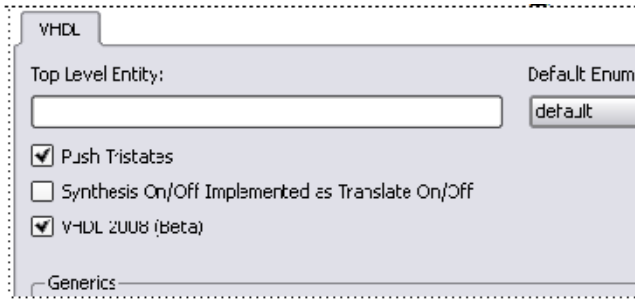 VHDL
Top Level Entity: Default Enum
default
Push Tristates
Synthesis On/Off Implemented as Translate On/Off
VHDL 2008 (Beta)
Generics